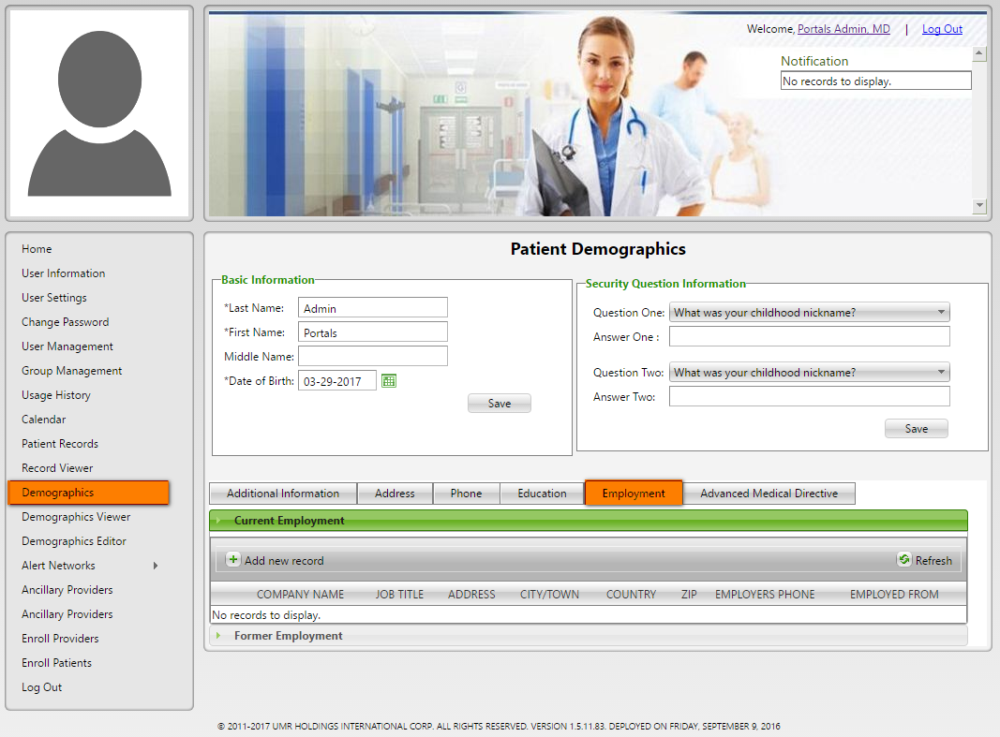 Welcome, Portals Admin, MD | Log Out
Notification
No records to display.
Home
User Information
User Settings
Change Password
User Management
Group Management
Usage History
Calendar
Patient Records
Record Viewer
Demographics
Demographics Viewer
Demographics Editor
Alert Networks
Ancillary Providers
Ancillary Providers
Enroll Providers
Enroll Patients
Log Out
Patient Demographics
Basic Information
*Last Name: Admin
*First Name: Portals
Middle Name:
*Date of Birth: 03-29-2017
Save
Security Question Information
Question One: What was your childhood nickname?
Answer One :
Question Two: What was your childhood nickname?
Answer Two:
Save
Additional Information Address Phone Education Employment Advanced Medical Directive
Current Employment
Add new record Refresh
COMPANY NAME JOB TITLE ADDRESS CITY/TOWN COUNTRY ZIP EMPLOYERS PHONE EMPLOYED FROM
No records to display.
Former Employment
© 2011-2017 UMR HOLDINGS INTERNATIONAL CORP. ALL RIGHTS RESERVED. VERSION 1.5.11.83. DEPLOYED ON FRIDAY, SEPTEMBER 9, 2016